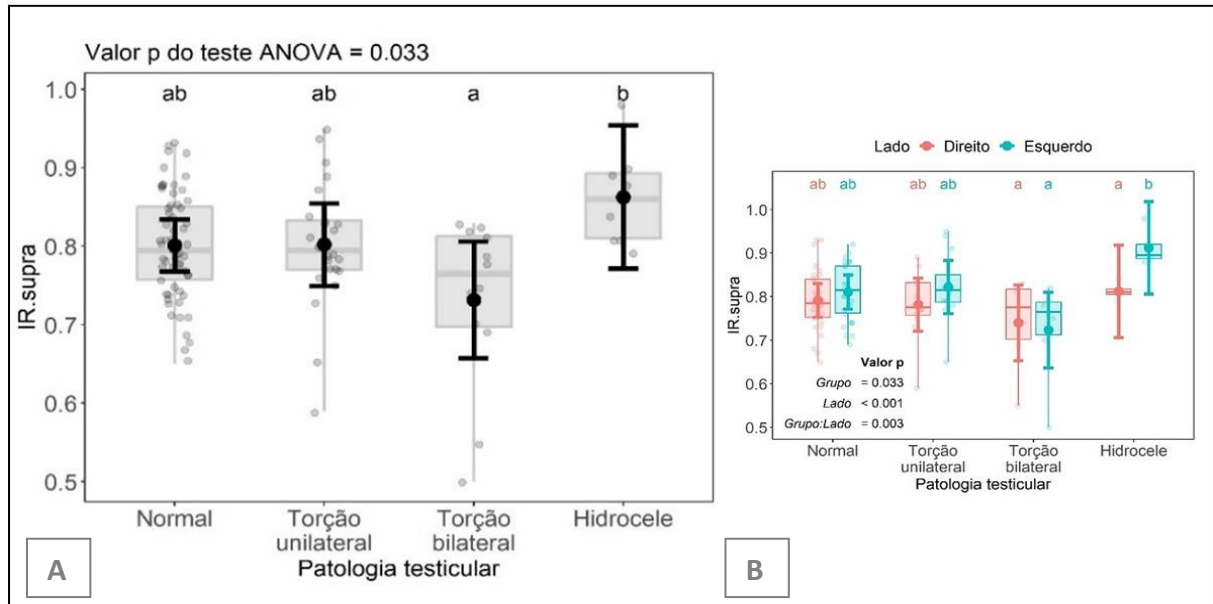 Valor p do teste ANOVA = 0.033
1.0
0.9
0.8
0.7
0.6
0.5
IR.supra
ab ab a b
Normal Torção unilateral Torção bilateral Hidrocele
Patologia testicular
A
Lado Direito Esquerdo
1.0
0.9
0.8
0.7
0.6
0.5
IR.supra
ab ab ab ab a a a b
Valor p
Grupo = 0.033
Lado < 0.001
Grupo:Lado = 0.003
Normal Torção unilateral Torção bilateral Hidrocele
Patologia testicular
B